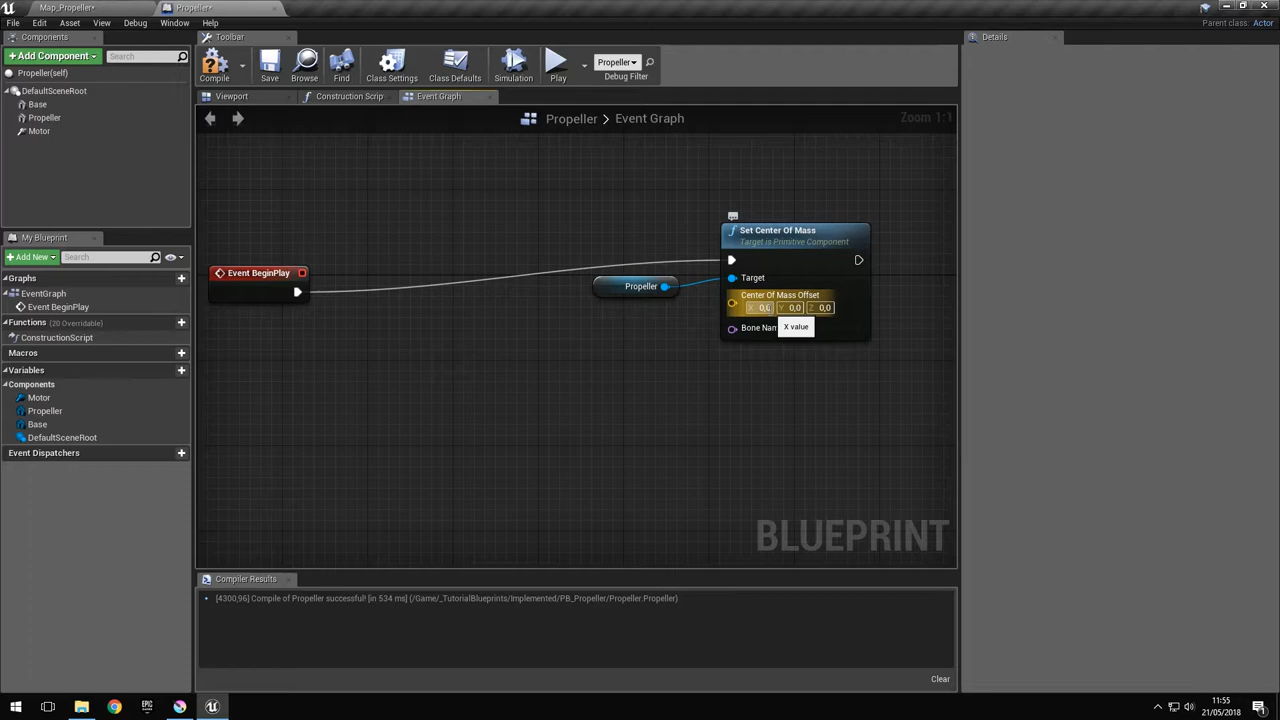 Map_Propeller*
Propeller*
File Edit Asset View Debug Window Help
Parent class: Actor
Components
+Add Component
Search
Propeller(self)
DefaultSceneRoot
Base
Propeller
Motor
My Blueprint
+Add New
Search
Graphs
EventGraph
Event BeginPlay
Functions (20 Overridable)
ConstructionScript
Macros
Variables
Components
Motor
Propeller
Base
DefaultSceneRoot
Event Dispatchers
Toolbar
Compile
Save
Browse
Find
Class Settings
Class Defaults
Simulation
Play
Propeller
Debug Filter
Viewport
Construction Scrip
Event Graph
Propeller > Event Graph
Zoom 1:1
Event BeginPlay
Propeller
Set Center Of Mass
Target is Primitive Component
Target
Center Of Mass Offset
X 0,0 Y 0,0 Z 0,0
Bone Nam
X value
BLUEPRINT
Compiler Results
[4300,96] Compile of Propeller successful! [in 534 ms] (/Game/_TutorialBlueprints/Implemented/PB_Propeller/Propeller.Propeller)
Clear
Details
11:55
21/05/2018